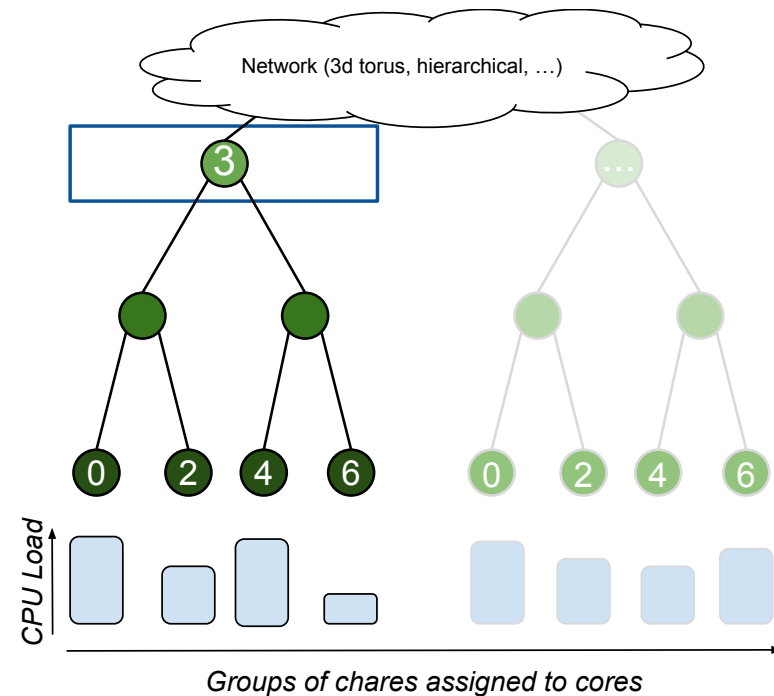 Network (3d torus, hierarchical, …)
3
...
0 2 4 6 0 2 4 6
CPU Load
Groups of chares assigned to cores